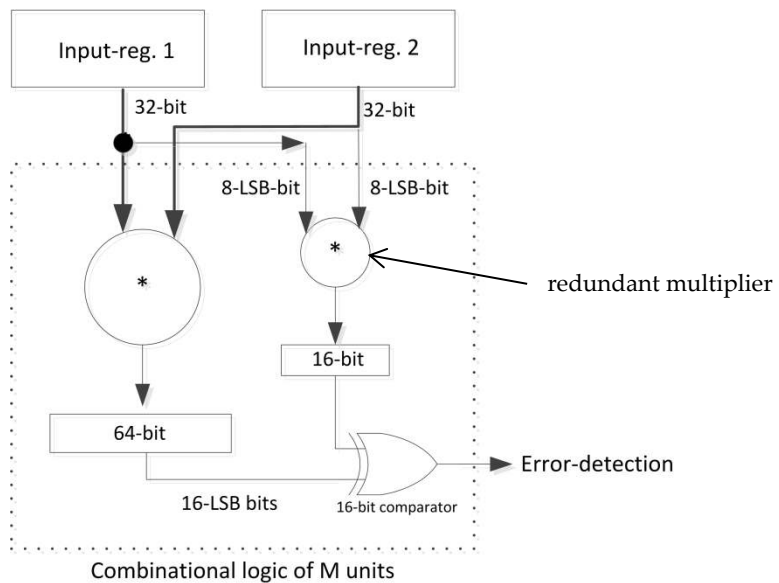 Input-reg. 1
Input-reg. 2
32-bit
32-bit
8-LSB-bit
8-LSB-bit
*
*
redundant multiplier
16-bit
64-bit
Error-detection
16-LSB bits
16-bit comparator
Combinational logic of M units